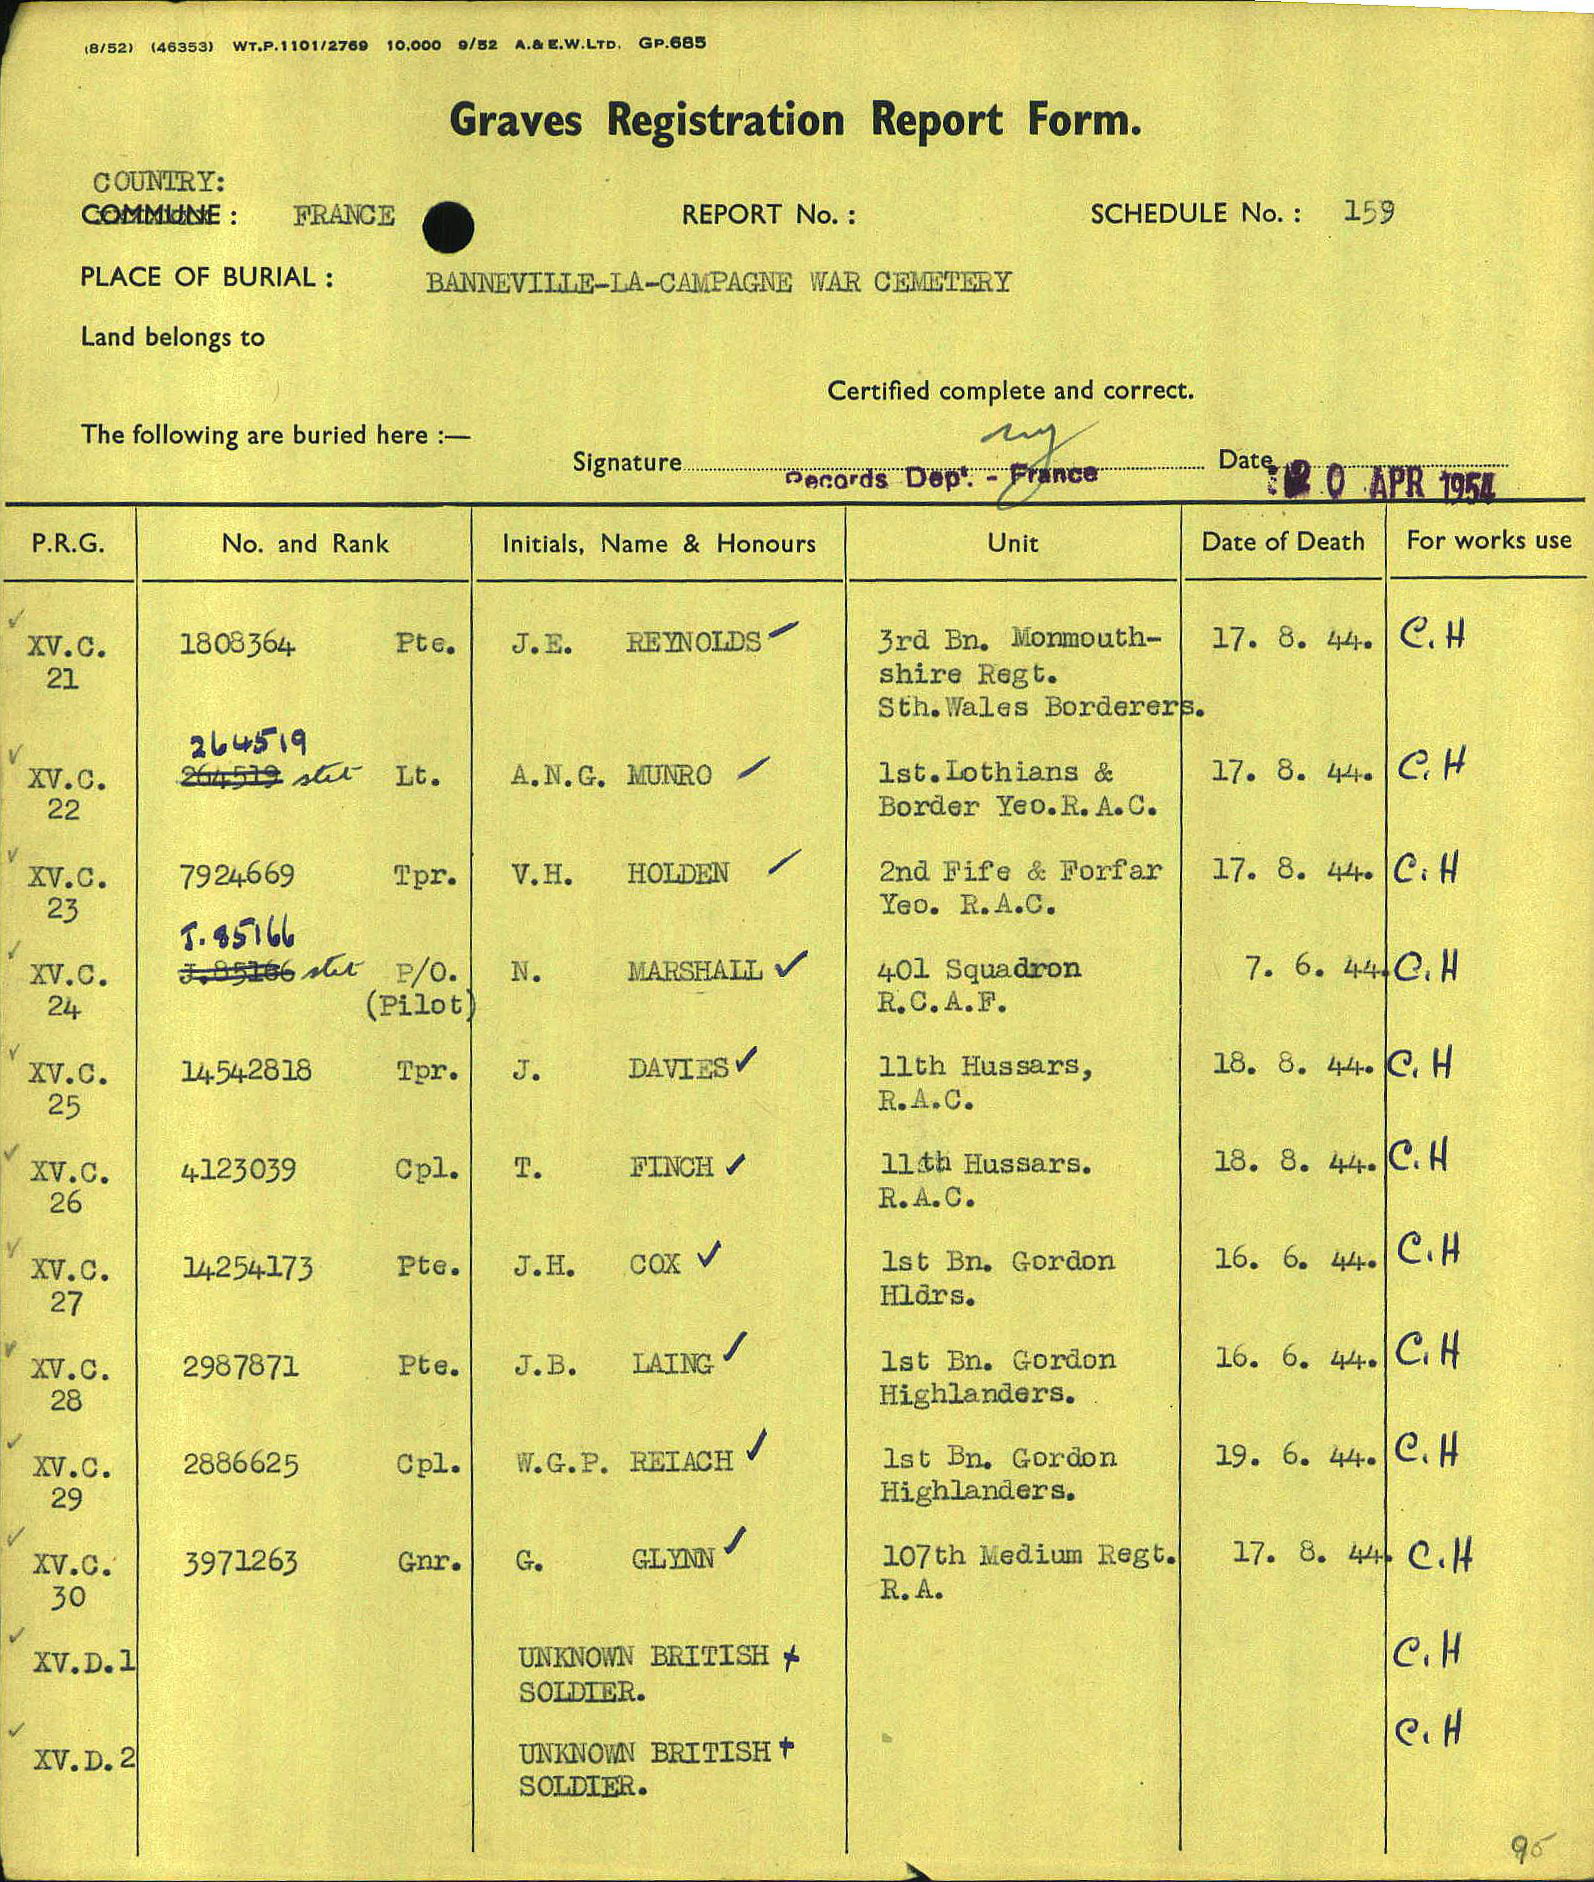 (8/52) (46353) WT.P.1101/2769 10,000 9/52 A.& E.W.LTD. GP.685
Graves Registration Report Form.
COUNTRY:
COMMUNE : FRANCE REPORT No. : SCHEDULE No. : 159
PLACE OF BURIAL : BANNEVILLE-LA-CAMPAGNE WAR CEMETERY
Land belongs to
Certified complete and correct.
The following are buried here :—
Signature Date
Records Dept. - France 20 APR 1954
P.R.G. No. and Rank Initials, Name & Honours Unit Date of Death For works use
XV.C. 1808364 Pte. J.E. REYNOLDS 3rd Bn. Monmouth- 17. 8. 44. C.H
21 shire Regt.
Sth.Wales Borderers.
264519
XV.C. 264519 stet Lt. A.N.G. MUNRO 1st.Lothians & 17. 8. 44. C.H
22 Border Yeo.R.A.C.
XV.C. 7924669 Tpr. V.H. HOLDEN 2nd Fife & Forfar 17. 8. 44. C.H
23 Yeo. R.A.C.
J.85166
XV.C. J.85166 stet P/O. N. MARSHALL 401 Squadron 7. 6. 44. C.H
24 (Pilot) R.C.A.F.
XV.C. 14542818 Tpr. J. DAVIES 11th Hussars, 18. 8. 44. C.H
25 R.A.C.
XV.C. 4123039 Cpl. T. FINCH 11th Hussars. 18. 8. 44. C.H
26 R.A.C.
XV.C. 14254173 Pte. J.H. COX 1st Bn. Gordon 16. 6. 44. C.H
27 Hldrs.
XV.C. 2987871 Pte. J.B. LAING 1st Bn. Gordon 16. 6. 44. C.H
28 Highlanders.
XV.C. 2886625 Cpl. W.G.P. REIACH 1st Bn. Gordon 19. 6. 44. C.H
29 Highlanders.
XV.C. 3971263 Gnr. G. GLYNN 107th Medium Regt. 17. 8. 44. C.H
30 R.A.
XV.D.1 UNKNOWN BRITISH C.H
SOLDIER.
XV.D.2 UNKNOWN BRITISH C.H
SOLDIER.
95